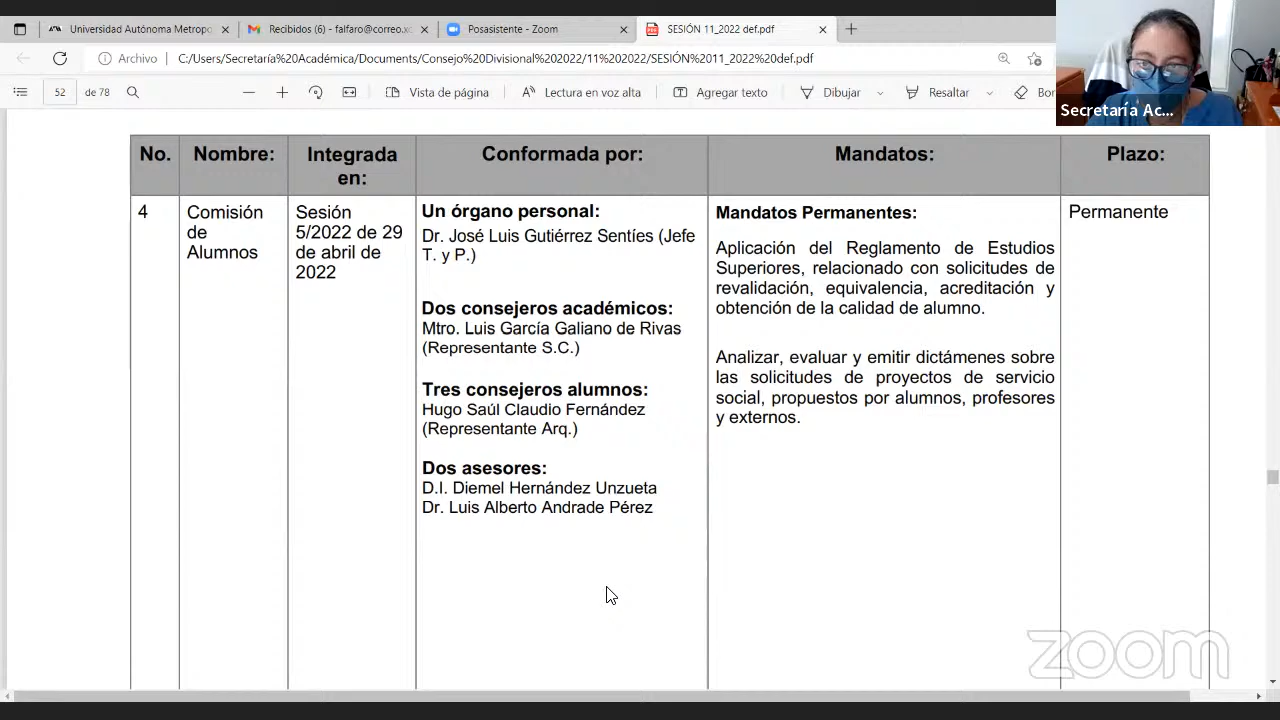 Universidad Autónoma Metropo
Recibidos (6) - falfaro@correo.xo
Posasistente - Zoom
SESIÓN 11_2022 def.pdf
Archivo
C:/Users/Secretaría%20Académica/Documents/Consejo%20Divisional%202022/11%202022/SESIÓN%2011_2022%20def.pdf
52
de 78
Vista de página
Lectura en voz alta
Agregar texto
Dibujar
Resaltar
Bor
Secretaría Ac...
No.
Nombre:
Integrada
en:
Conformada por:
Mandatos:
Plazo:
4
Comisión
de
Alumnos
Sesión
5/2022 de 29
de abril de
2022
Un órgano personal:
Dr. José Luis Gutiérrez Sentíes (Jefe
T. y P.)
Dos consejeros académicos:
Mtro. Luis García Galiano de Rivas
(Representante S.C.)
Tres consejeros alumnos:
Hugo Saúl Claudio Fernández
(Representante Arq.)
Dos asesores:
D.I. Diemel Hernández Unzueta
Dr. Luis Alberto Andrade Pérez
Mandatos Permanentes:
Aplicación del Reglamento de Estudios
Superiores, relacionado con solicitudes de
revalidación, equivalencia, acreditación y
obtención de la calidad de alumno.
Analizar, evaluar y emitir dictámenes sobre
las solicitudes de proyectos de servicio
social, propuestos por alumnos, profesores
y externos.
Permanente
zoom